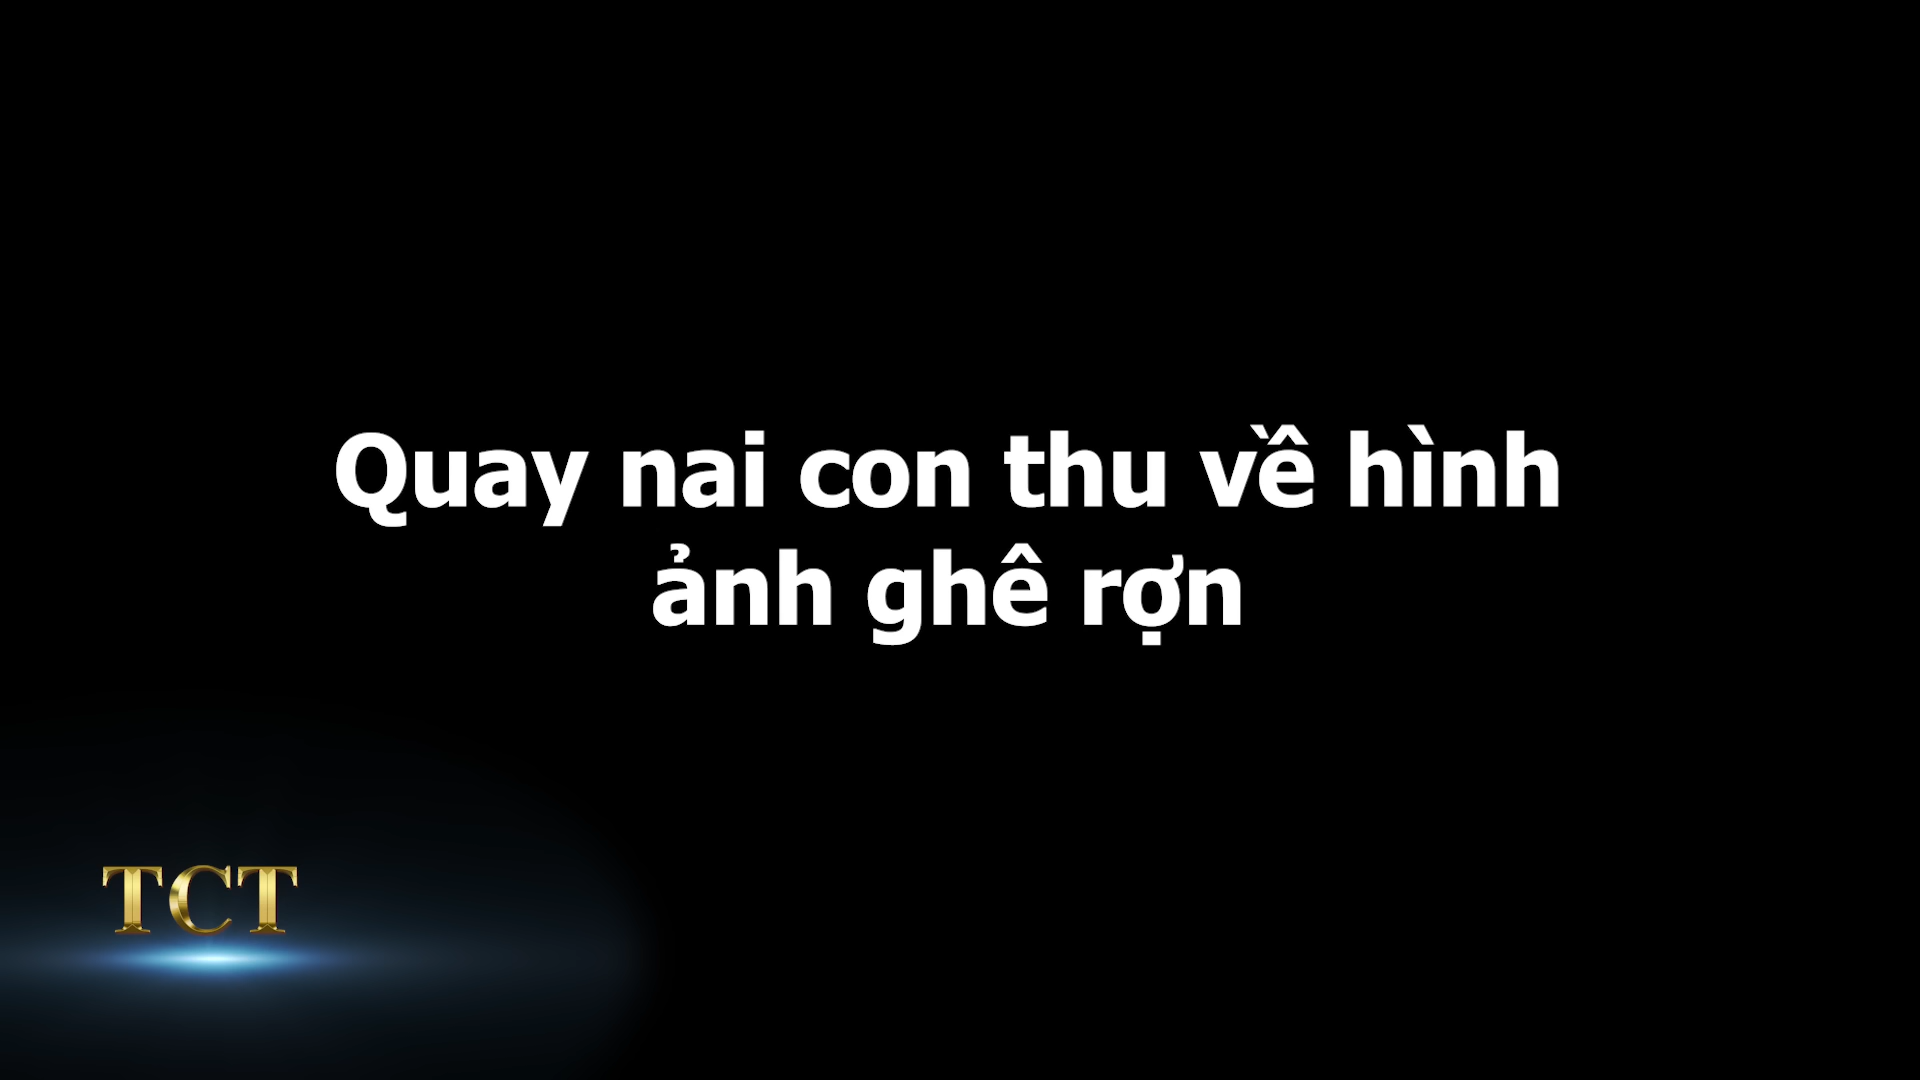 Quay nai con thu về hình
ảnh ghê rợn
TCT